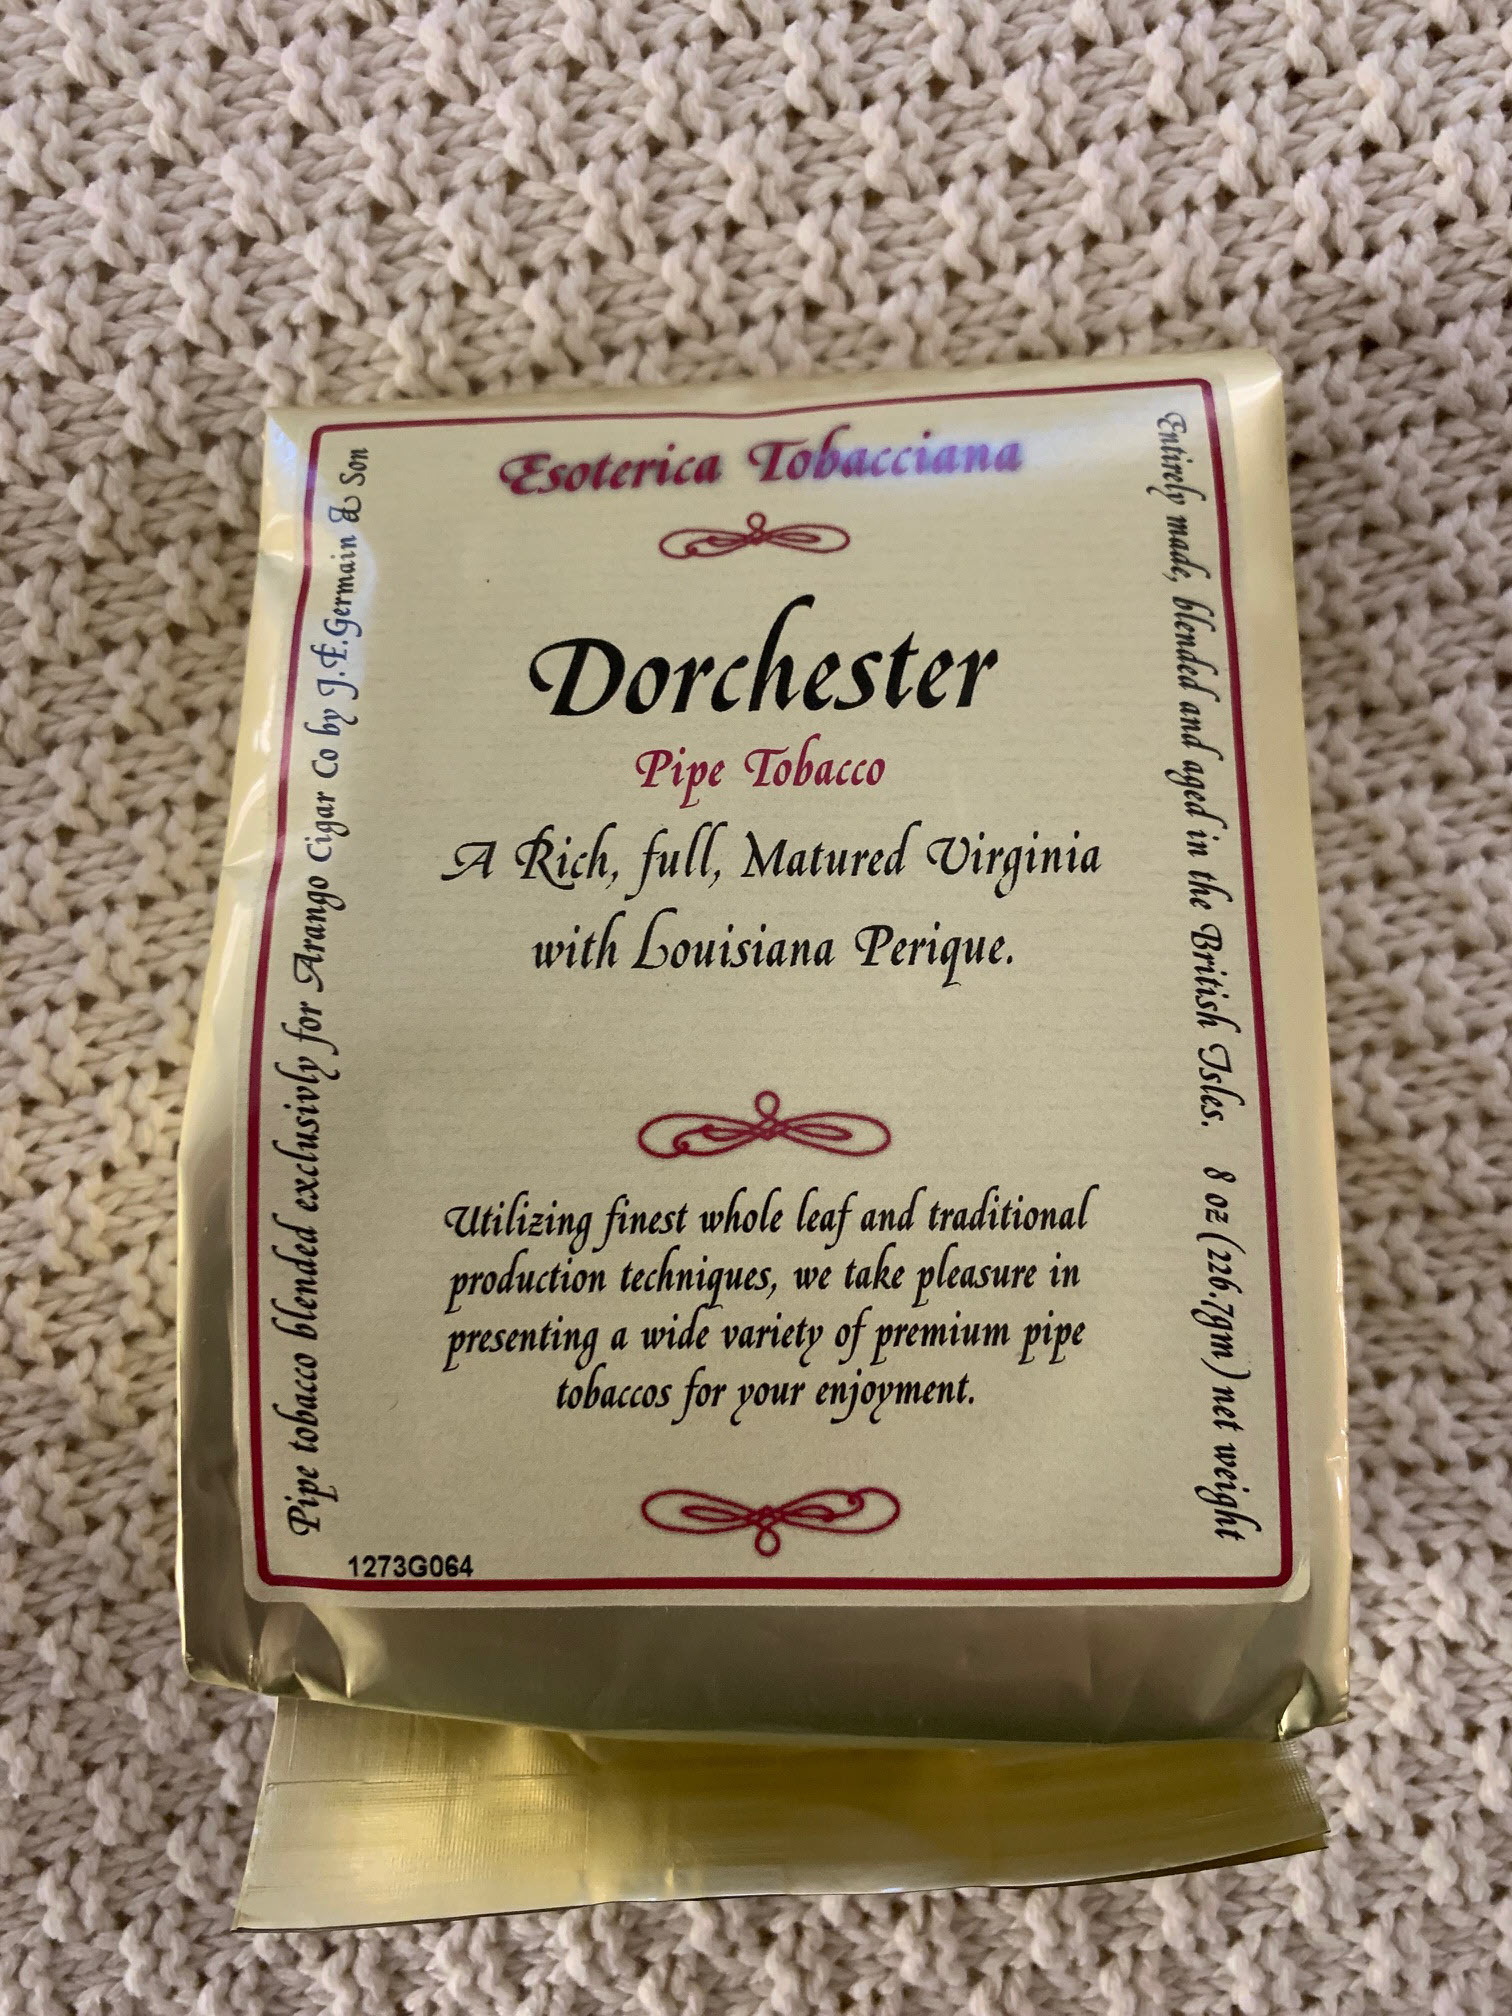 Esoterica Tobacciana
Dorchester
Pipe Tobacco
A Rich, full, Matured Virginia
with Louisiana Perique.
Utilizing finest whole leaf and traditional
production techniques, we take pleasure in
presenting a wide variety of premium pipe
tobaccos for your enjoyment.
Pipe tobacco blended exclusivly for Arango Cigar Co by J.E.Germain & Son
Entirely made, blended and aged in the British Isles. 8 oz (226.7gm) net weight
1273G064